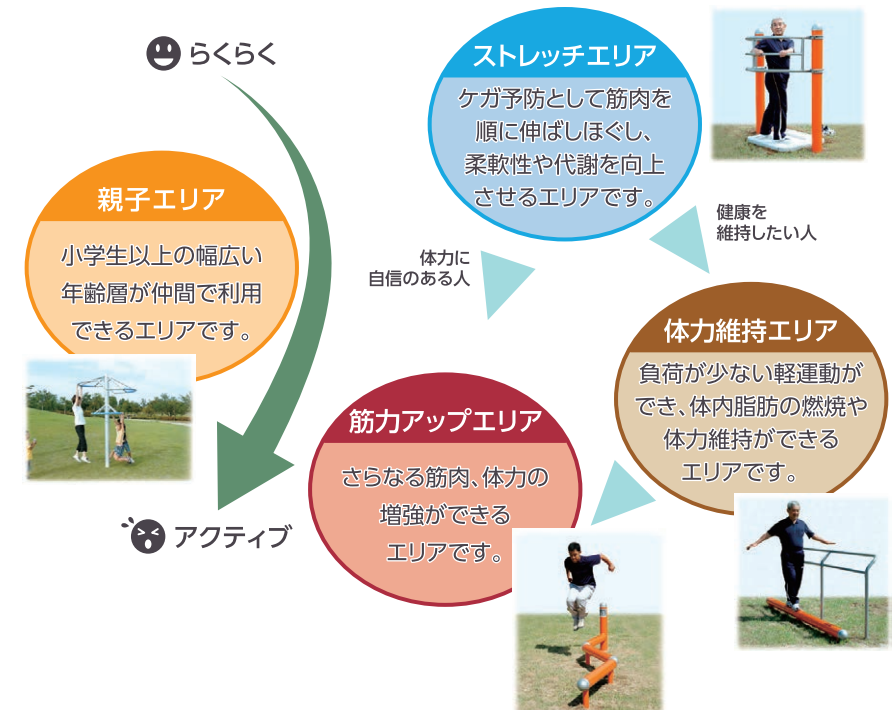 らくらく
ストレッチエリア
ケガ予防として筋肉を
順に伸ばしほぐし、
柔軟性や代謝を向上
させるエリアです。
親子エリア
小学生以上の幅広い
年齢層が仲間で利用
できるエリアです。
体力に
自信のある人
健康を
維持したい人
体力維持エリア
負荷が少ない軽運動が
でき、体内脂肪の燃焼や
体力維持ができる
エリアです。
筋力アップエリア
さらなる筋肉、体力の
増強ができる
エリアです。
アクティブ